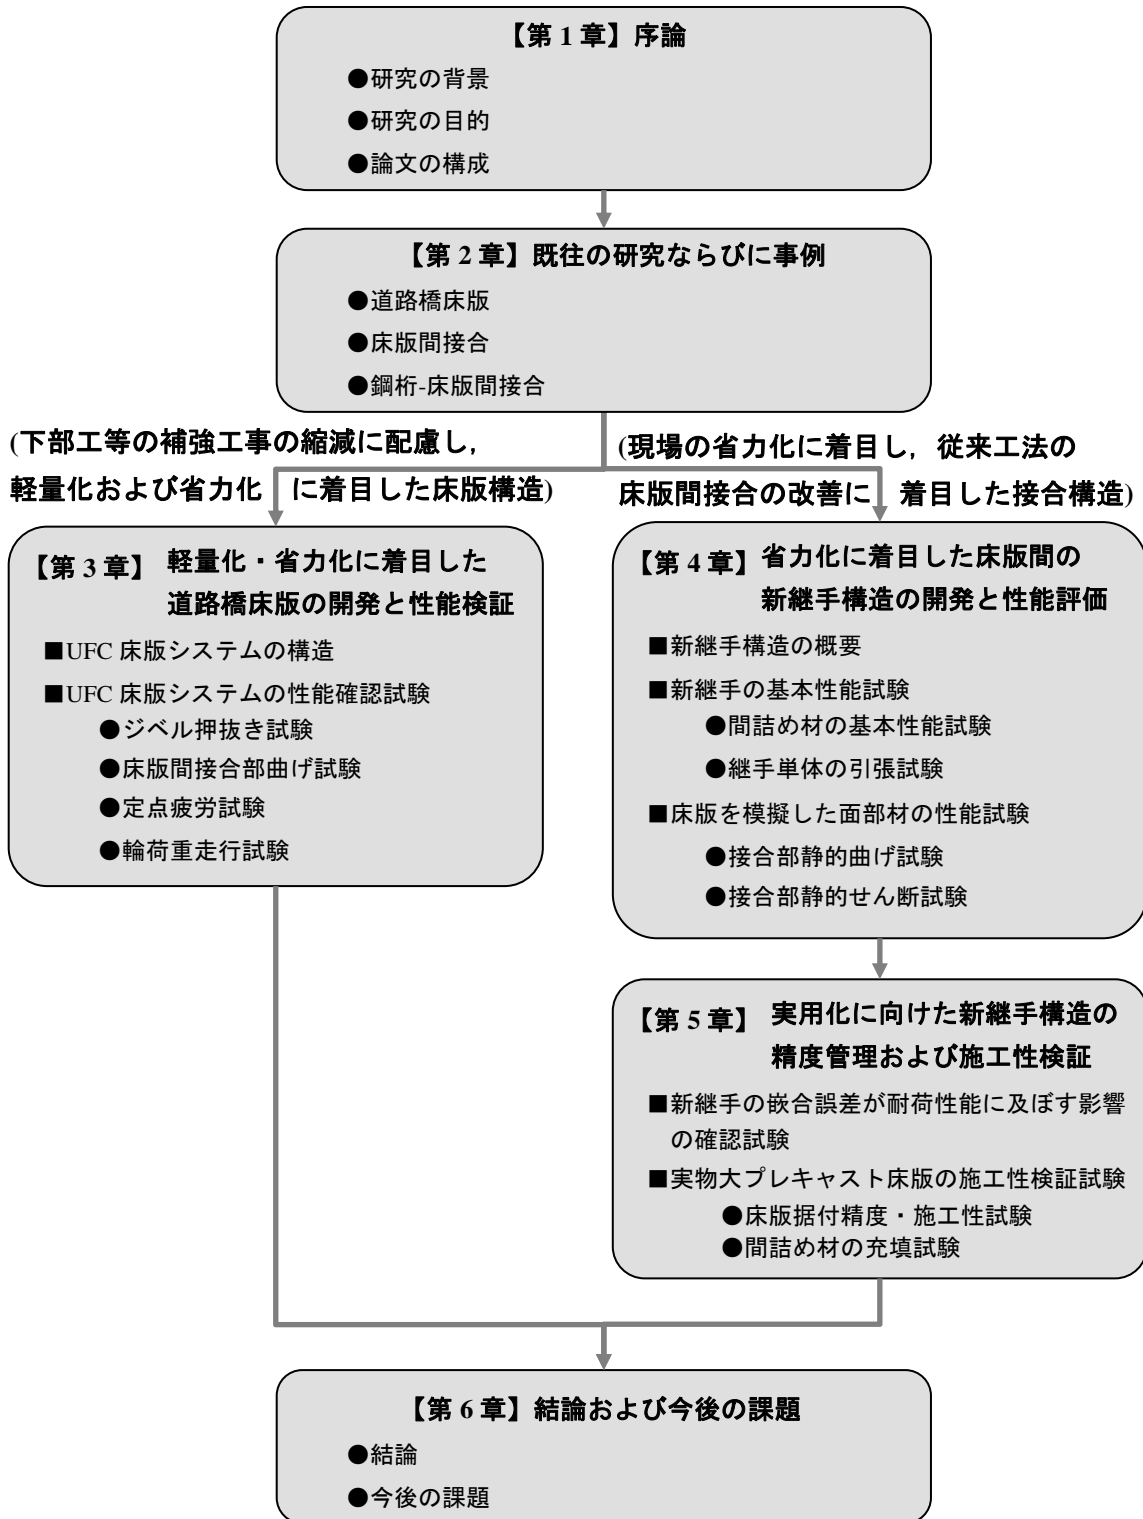 【第 1 章】序論
●研究の背景
●研究の目的
●論文の構成
【第 2 章】既往の研究ならびに事例
●道路橋床版
●床版間接合
●鋼桁-床版間接合
(下部工等の補強工事の縮減に配慮し,
軽量化および省力化 に着目した床版構造)
(現場の省力化に着目し, 従来工法の
床版間接合の改善に 着目した接合構造)
【第 3 章】 軽量化・省力化に着目した
道路橋床版の開発と性能検証
■UFC 床版システムの構造
■UFC 床版システムの性能確認試験
●ジベル押抜き試験
●床版間接合部曲げ試験
●定点疲労試験
●輪荷重走行試験
【第 4 章】 省力化に着目した床版間の
新継手構造の開発と性能評価
■新継手構造の概要
■新継手の基本性能試験
●間詰め材の基本性能試験
●継手単体の引張試験
■床版を模擬した面部材の性能試験
●接合部静的曲げ試験
●接合部静的せん断試験
【第 5 章】 実用化に向けた新継手構造の
精度管理および施工性検証
■新継手の嵌合誤差が耐荷性能に及ぼす影響
の確認試験
■実物大プレキャスト床版の施工性検証試験
●床版据付精度・施工性試験
●間詰め材の充填試験
【第 6 章】結論および今後の課題
●結論
●今後の課題